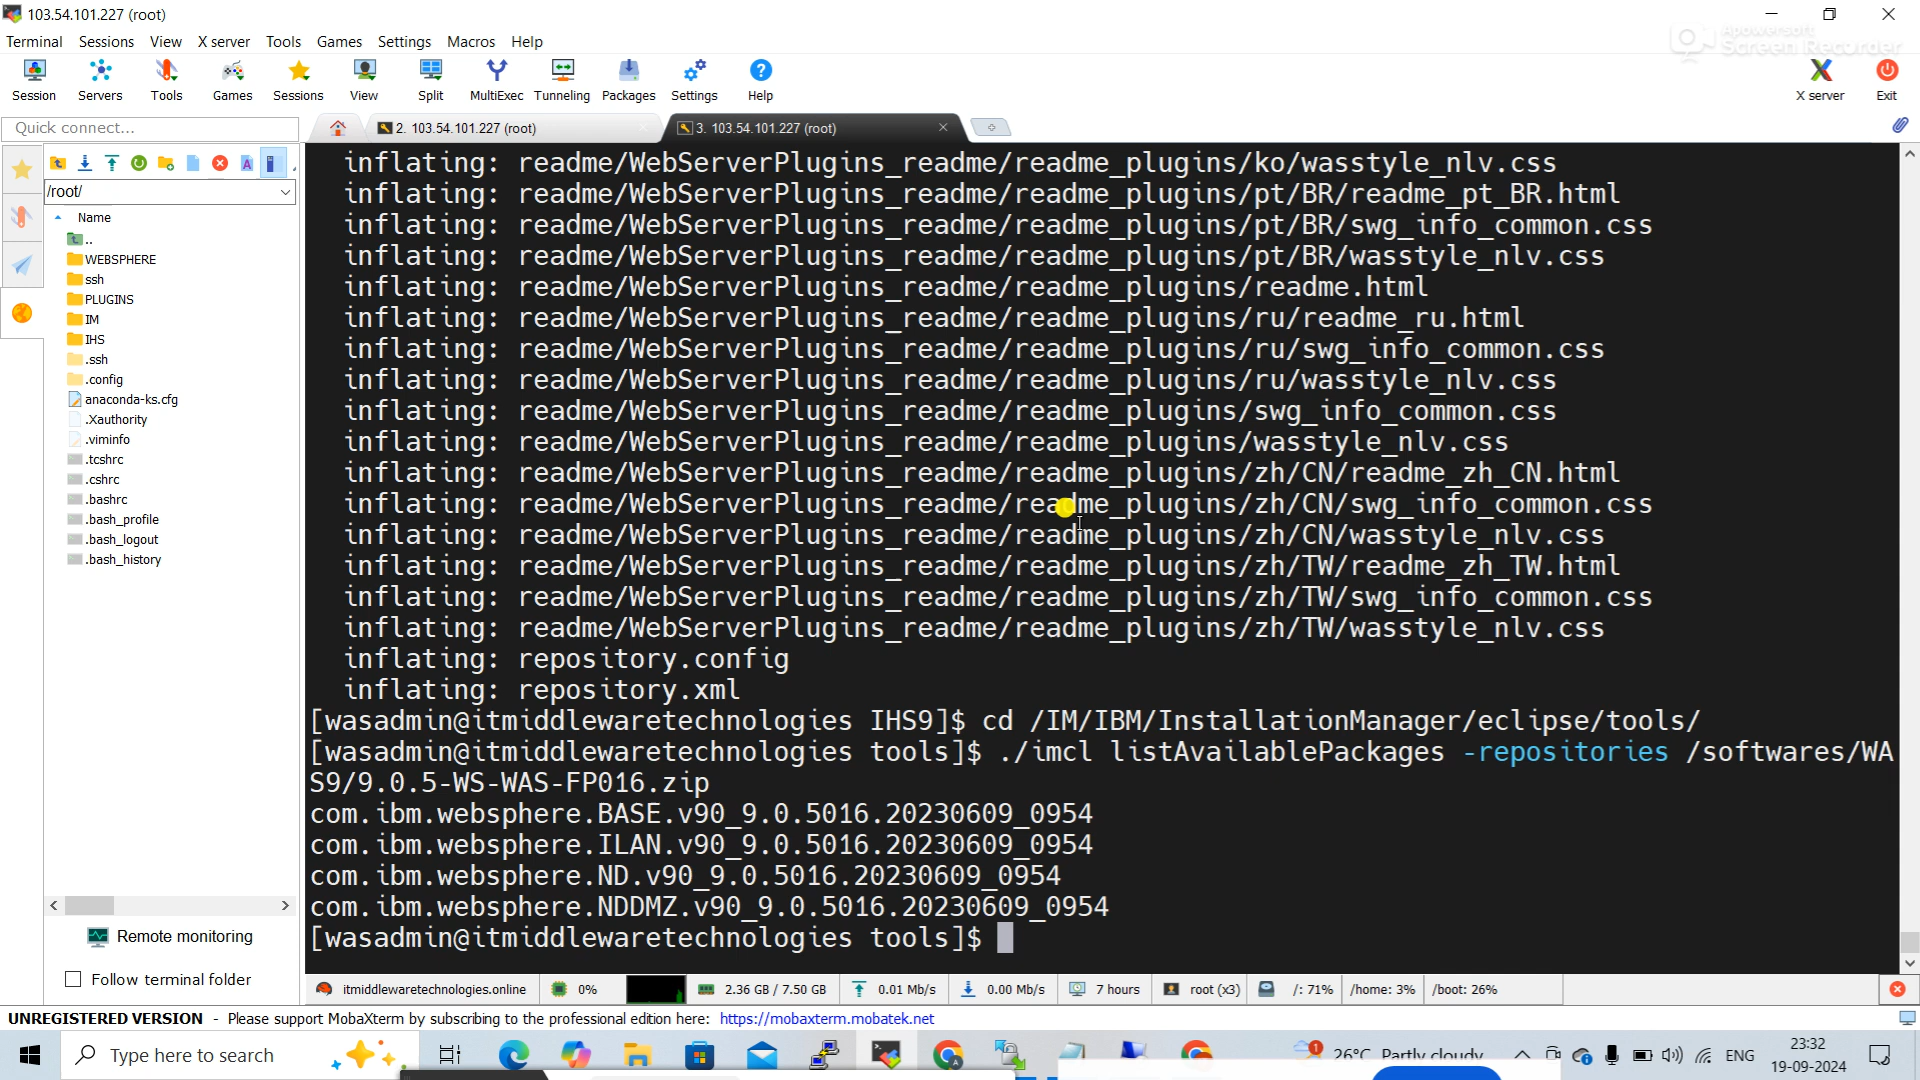 103.54.101.227 (root)
Apowersoft
Screen Recorder
Terminal Sessions View X server Tools Games Settings Macros Help
Session Servers Tools Games Sessions View Split MultiExec Tunneling Packages Settings Help X server Exit
Quick connect...
2. 103.54.101.227 (root)
3. 103.54.101.227 (root)
/root/
Name
..
WEBSPHERE
ssh
PLUGINS
IM
IHS
.ssh
.config
anaconda-ks.cfg
.Xauthority
.viminfo
.tcshrc
.cshrc
.bashrc
.bash_profile
.bash_logout
.bash_history
Remote monitoring
Follow terminal folder
inflating: readme/WebServerPlugins_readme/readme_plugins/ko/wasstyle_nlv.css
inflating: readme/WebServerPlugins_readme/readme_plugins/pt/BR/readme_pt_BR.html
inflating: readme/WebServerPlugins_readme/readme_plugins/pt/BR/swg_info_common.css
inflating: readme/WebServerPlugins_readme/readme_plugins/pt/BR/wasstyle_nlv.css
inflating: readme/WebServerPlugins_readme/readme_plugins/readme.html
inflating: readme/WebServerPlugins_readme/readme_plugins/ru/readme_ru.html
inflating: readme/WebServerPlugins_readme/readme_plugins/ru/swg_info_common.css
inflating: readme/WebServerPlugins_readme/readme_plugins/ru/wasstyle_nlv.css
inflating: readme/WebServerPlugins_readme/readme_plugins/swg_info_common.css
inflating: readme/WebServerPlugins_readme/readme_plugins/wasstyle_nlv.css
inflating: readme/WebServerPlugins_readme/readme_plugins/zh/CN/readme_zh_CN.html
inflating: readme/WebServerPlugins_readme/readme_plugins/zh/CN/swg_info_common.css
inflating: readme/WebServerPlugins_readme/readme_plugins/zh/CN/wasstyle_nlv.css
inflating: readme/WebServerPlugins_readme/readme_plugins/zh/TW/readme_zh_TW.html
inflating: readme/WebServerPlugins_readme/readme_plugins/zh/TW/swg_info_common.css
inflating: readme/WebServerPlugins_readme/readme_plugins/zh/TW/wasstyle_nlv.css
inflating: repository.config
inflating: repository.xml
[wasadmin@itmiddlewaretechnologies IHS9]$ cd /IM/IBM/InstallationManager/eclipse/tools/
[wasadmin@itmiddlewaretechnologies tools]$ ./imcl listAvailablePackages -repositories /softwares/WA
S9/9.0.5-WS-WAS-FP016.zip
com.ibm.websphere.BASE.v90_9.0.5016.20230609_0954
com.ibm.websphere.ILAN.v90_9.0.5016.20230609_0954
com.ibm.websphere.ND.v90_9.0.5016.20230609_0954
com.ibm.websphere.NDDMZ.v90_9.0.5016.20230609_0954
[wasadmin@itmiddlewaretechnologies tools]$
itmiddlewaretechnologies.online 0% 2.36 GB / 7.50 GB 0.01 Mb/s 0.00 Mb/s 7 hours root (x3) /: 71% /home: 3% /boot: 26%
UNREGISTERED VERSION - Please support MobaXterm by subscribing to the professional edition here: https://mobaxterm.mobatek.net
Type here to search
1 26°C Partly cloudy ENG
23:32
19-09-2024